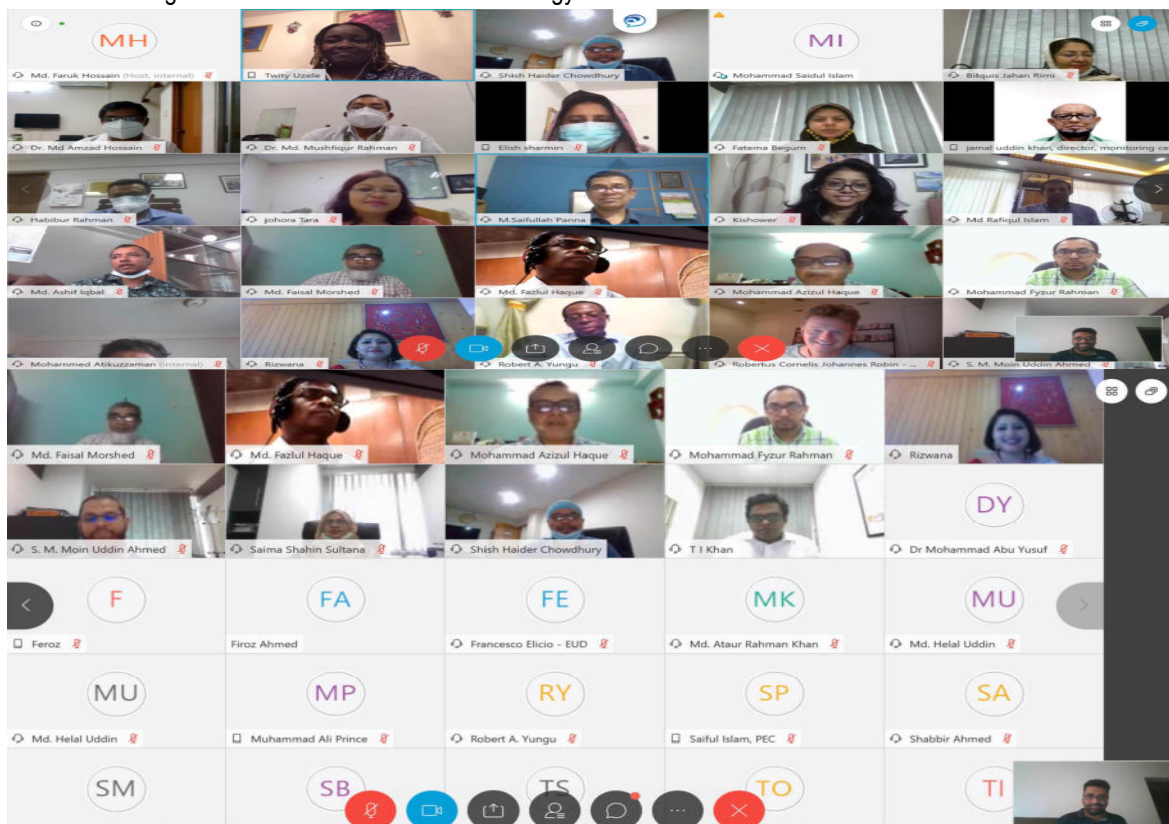 MH
MI
Md. Faruk Hossain (Host, internal)
Twity Uzele
Shish Haider Chowdhury
Mohammad Saidul Islam
Bilquis Jahan Rimi
Dr. Md Amzad Hossain
Dr. Md. Mushfiqur Rahman
Elish sharmin
Fatema Begum
jamal uddin khan, director, monitoring ce
Habibur Rahman
johora Tara
M.Saifullah Panna
Kishower
Md Rafiqul Islam
Md. Ashif Iqbal
Md. Faisal Morshed
Md. Fazlul Haque
Mohammad Azizul Haque
Mohammad Fyzur Rahman
Mohammed Atikuzzaman (internal)
Rizwana
Robert A. Yungu
Robertus Cornelis Johannes Robin - ...
S. M. Moin Uddin Ahmed
Md. Faisal Morshed
Md. Fazlul Haque
Mohammad Azizul Haque
Mohammad Fyzur Rahman
Rizwana
DY
S. M. Moin Uddin Ahmed
Saima Shahin Sultana
Shish Haider Chowdhury
T I Khan
Dr Mohammad Abu Yusuf
F
FA
FE
MK
MU
Feroz
Firoz Ahmed
Francesco Elicio - EUD
Md. Ataur Rahman Khan
Md. Helal Uddin
MU
MP
RY
SP
SA
Md. Helal Uddin
Muhammad Ali Prince
Robert A. Yungu
Saiful Islam, PEC
Shabbir Ahmed
SM
SB
TS
TO
TI